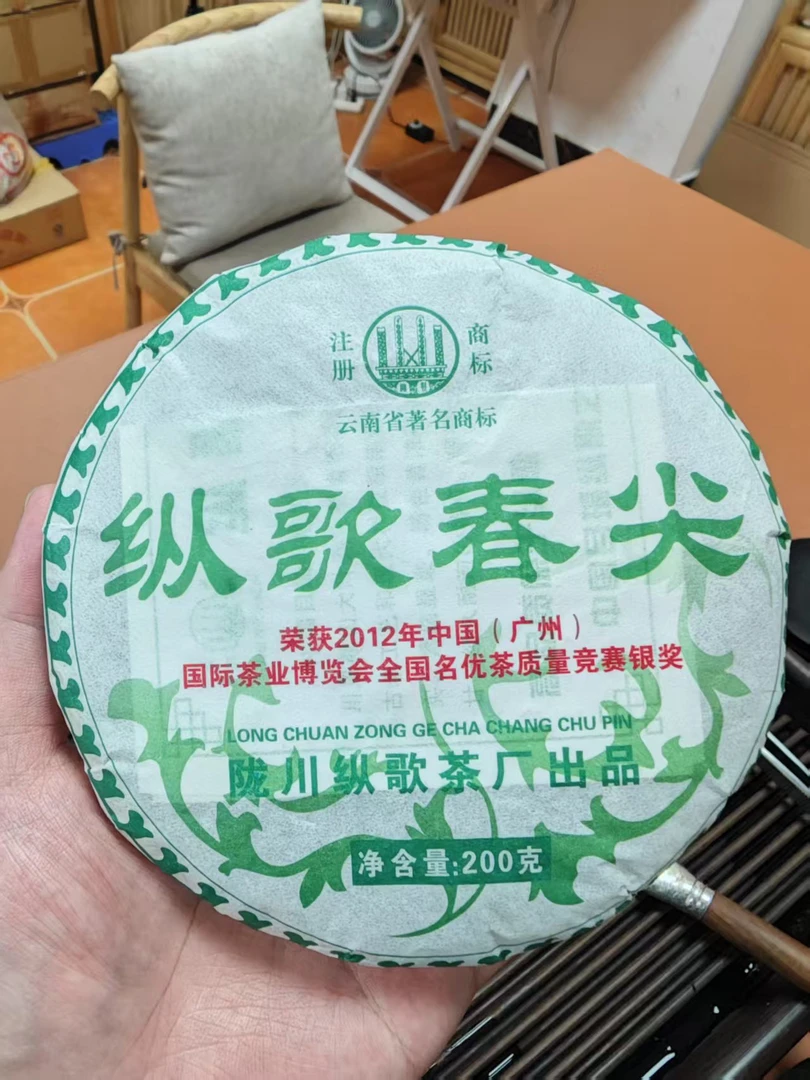 注册 商标
云南省著名商标
纵歌春尖
荣获2012年中国（广州）
国际茶业博览会全国名优茶质量竞赛银奖
LONG CHUAN ZONG GE CHA CHANG CHU PIN
陇川纵歌茶厂出品
净含量:200克